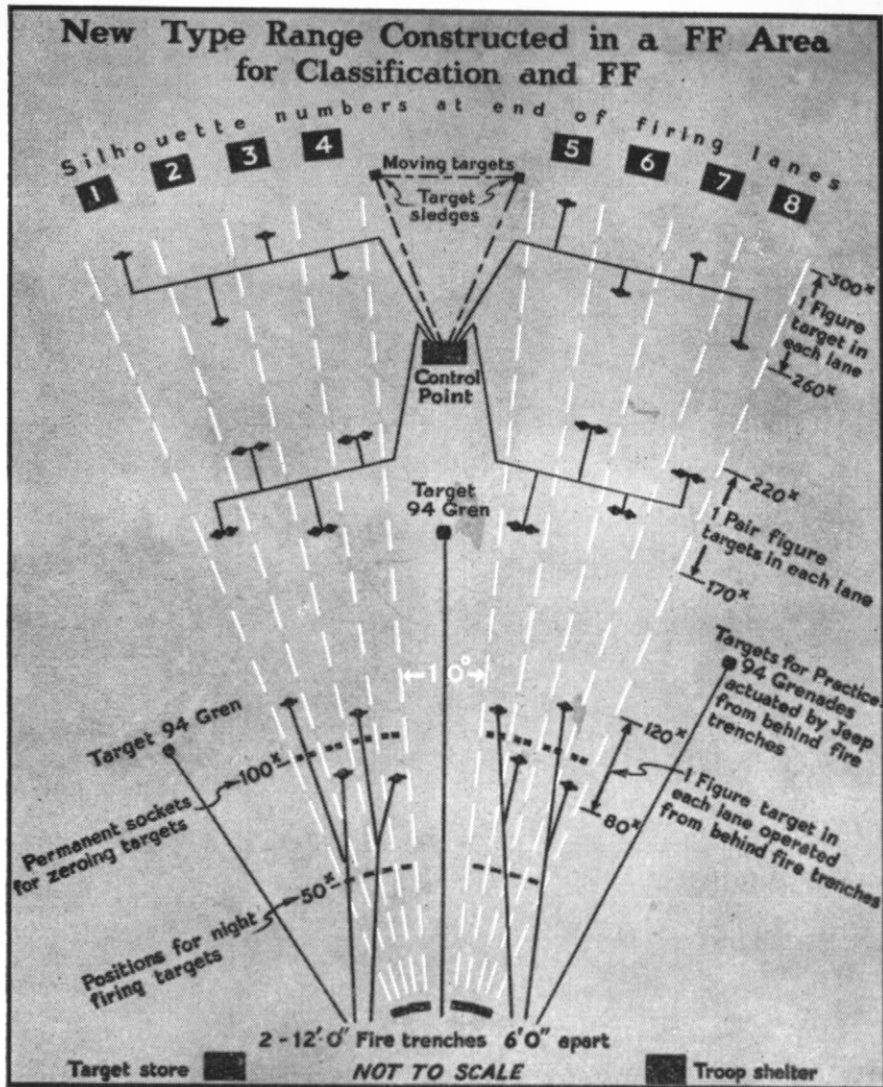 New Type Range Constructed in a FF Area
for Classification and FF
Silhouette numbers at end of firing lanes
1
2
3
4
5
6
7
8
Moving targets
Target
sledges
Control
Point
300ˣ
1 Figure
target in
each lane
260ˣ
220ˣ
1 Pair figure
targets in each lane
170ˣ
Target
94 Gren
10°
Target 94 Gren
Targets for Practice
94 Grenades
actuated by Jeep
from behind fire
trenches
120ˣ
1 Figure target in
each lane operated
from behind fire trenches
80ˣ
100ˣ
Permanent sockets
for zeroing targets
50ˣ
Positions for night
firing targets
2 - 12'-0" Fire trenches 6'0" apart
Target store
NOT TO SCALE
Troop shelter